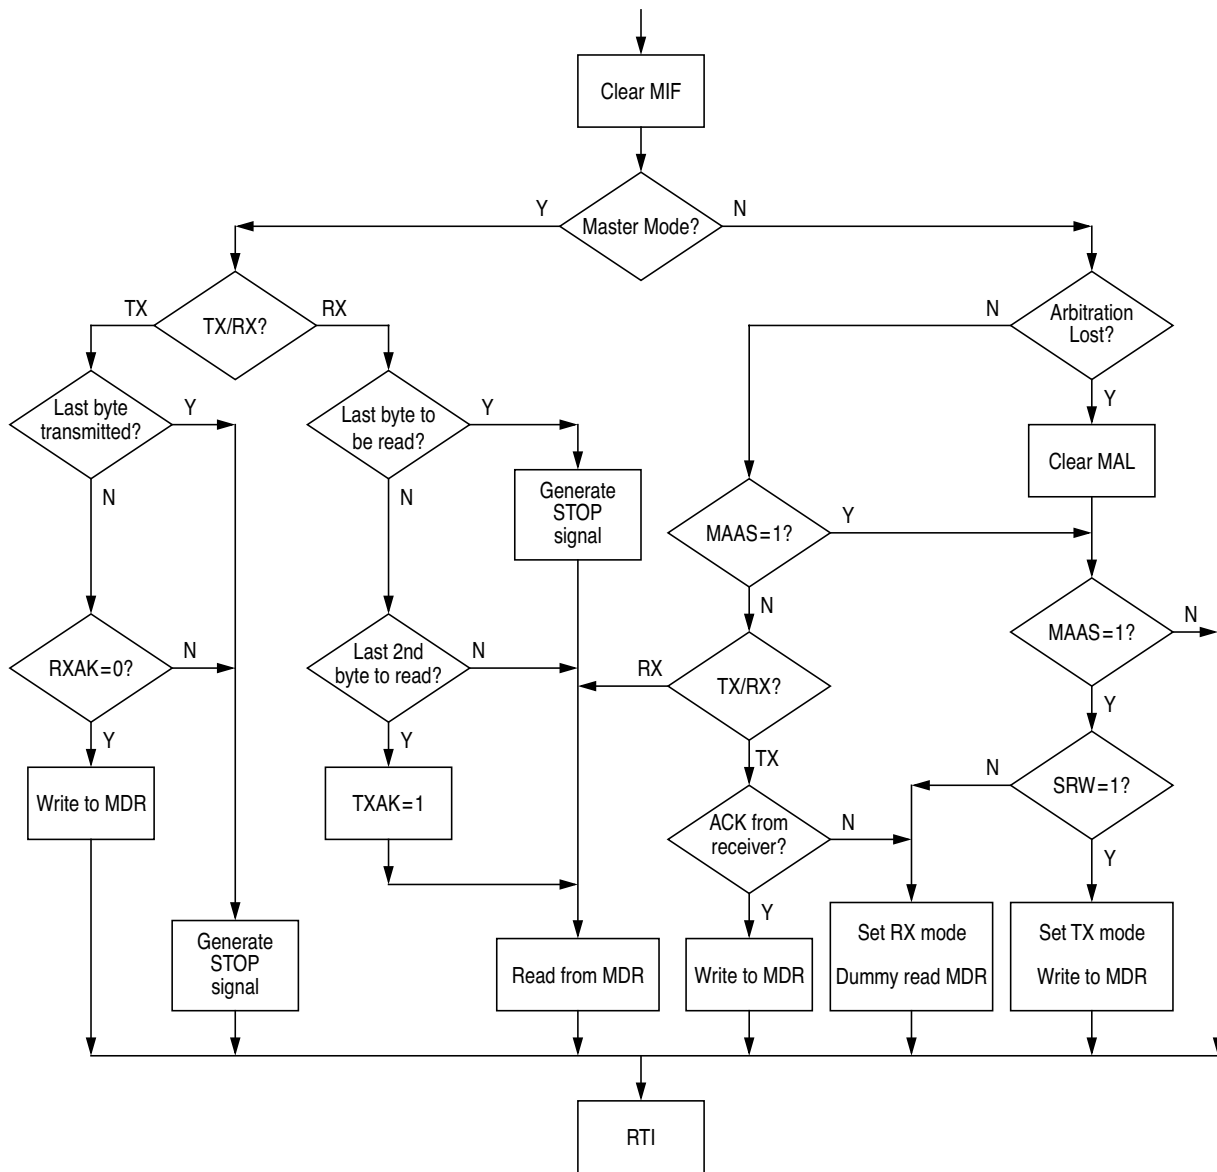 Clear MIF
Y
Master Mode?
N
TX
TX/RX?
RX
N
Arbitration
Lost?
Y
Last byte
transmitted?
Y
N
Last byte to
be read?
Y
N
Generate
STOP
signal
Clear MAL
MAAS=1?
Y
N
MAAS=1?
N
Y
RXAK=0?
N
Y
Last 2nd
byte to read?
N
Y
RX
TX/RX?
TX
N
SRW=1?
Y
Write to MDR
TXAK=1
ACK from
receiver?
N
Y
Generate
STOP
signal
Read from MDR
Write to MDR
Set RX mode
Dummy read MDR
Set TX mode
Write to MDR
RTI